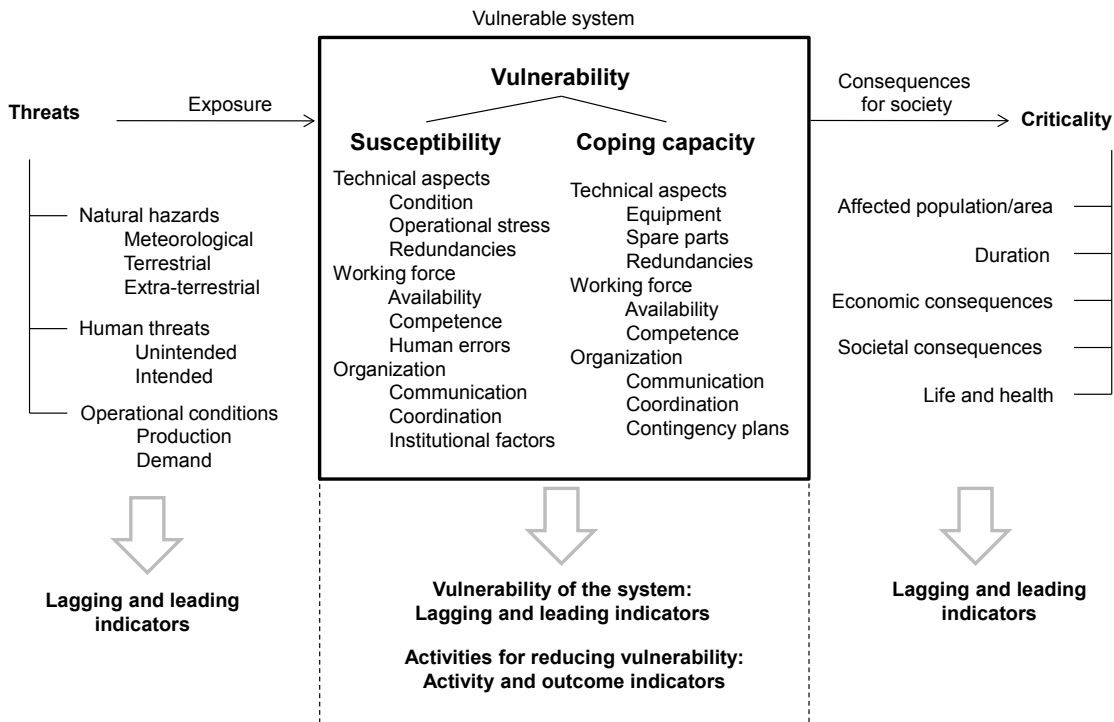 Vulnerable system
Threats
Exposure
Natural hazards
Meteorological
Terrestrial
Extra-terrestrial
Human threats
Unintended
Intended
Operational conditions
Production
Demand
Lagging and leading
indicators
Vulnerability
Susceptibility
Technical aspects
Condition
Operational stress
Redundancies
Working force
Availability
Competence
Human errors
Organization
Communication
Coordination
Institutional factors
Coping capacity
Technical aspects
Equipment
Spare parts
Redundancies
Working force
Availability
Competence
Organization
Communication
Coordination
Contingency plans
Vulnerability of the system:
Lagging and leading indicators
Activities for reducing vulnerability:
Activity and outcome indicators
Consequences
for society
Criticality
Affected population/area
Duration
Economic consequences
Societal consequences
Life and health
Lagging and leading
indicators